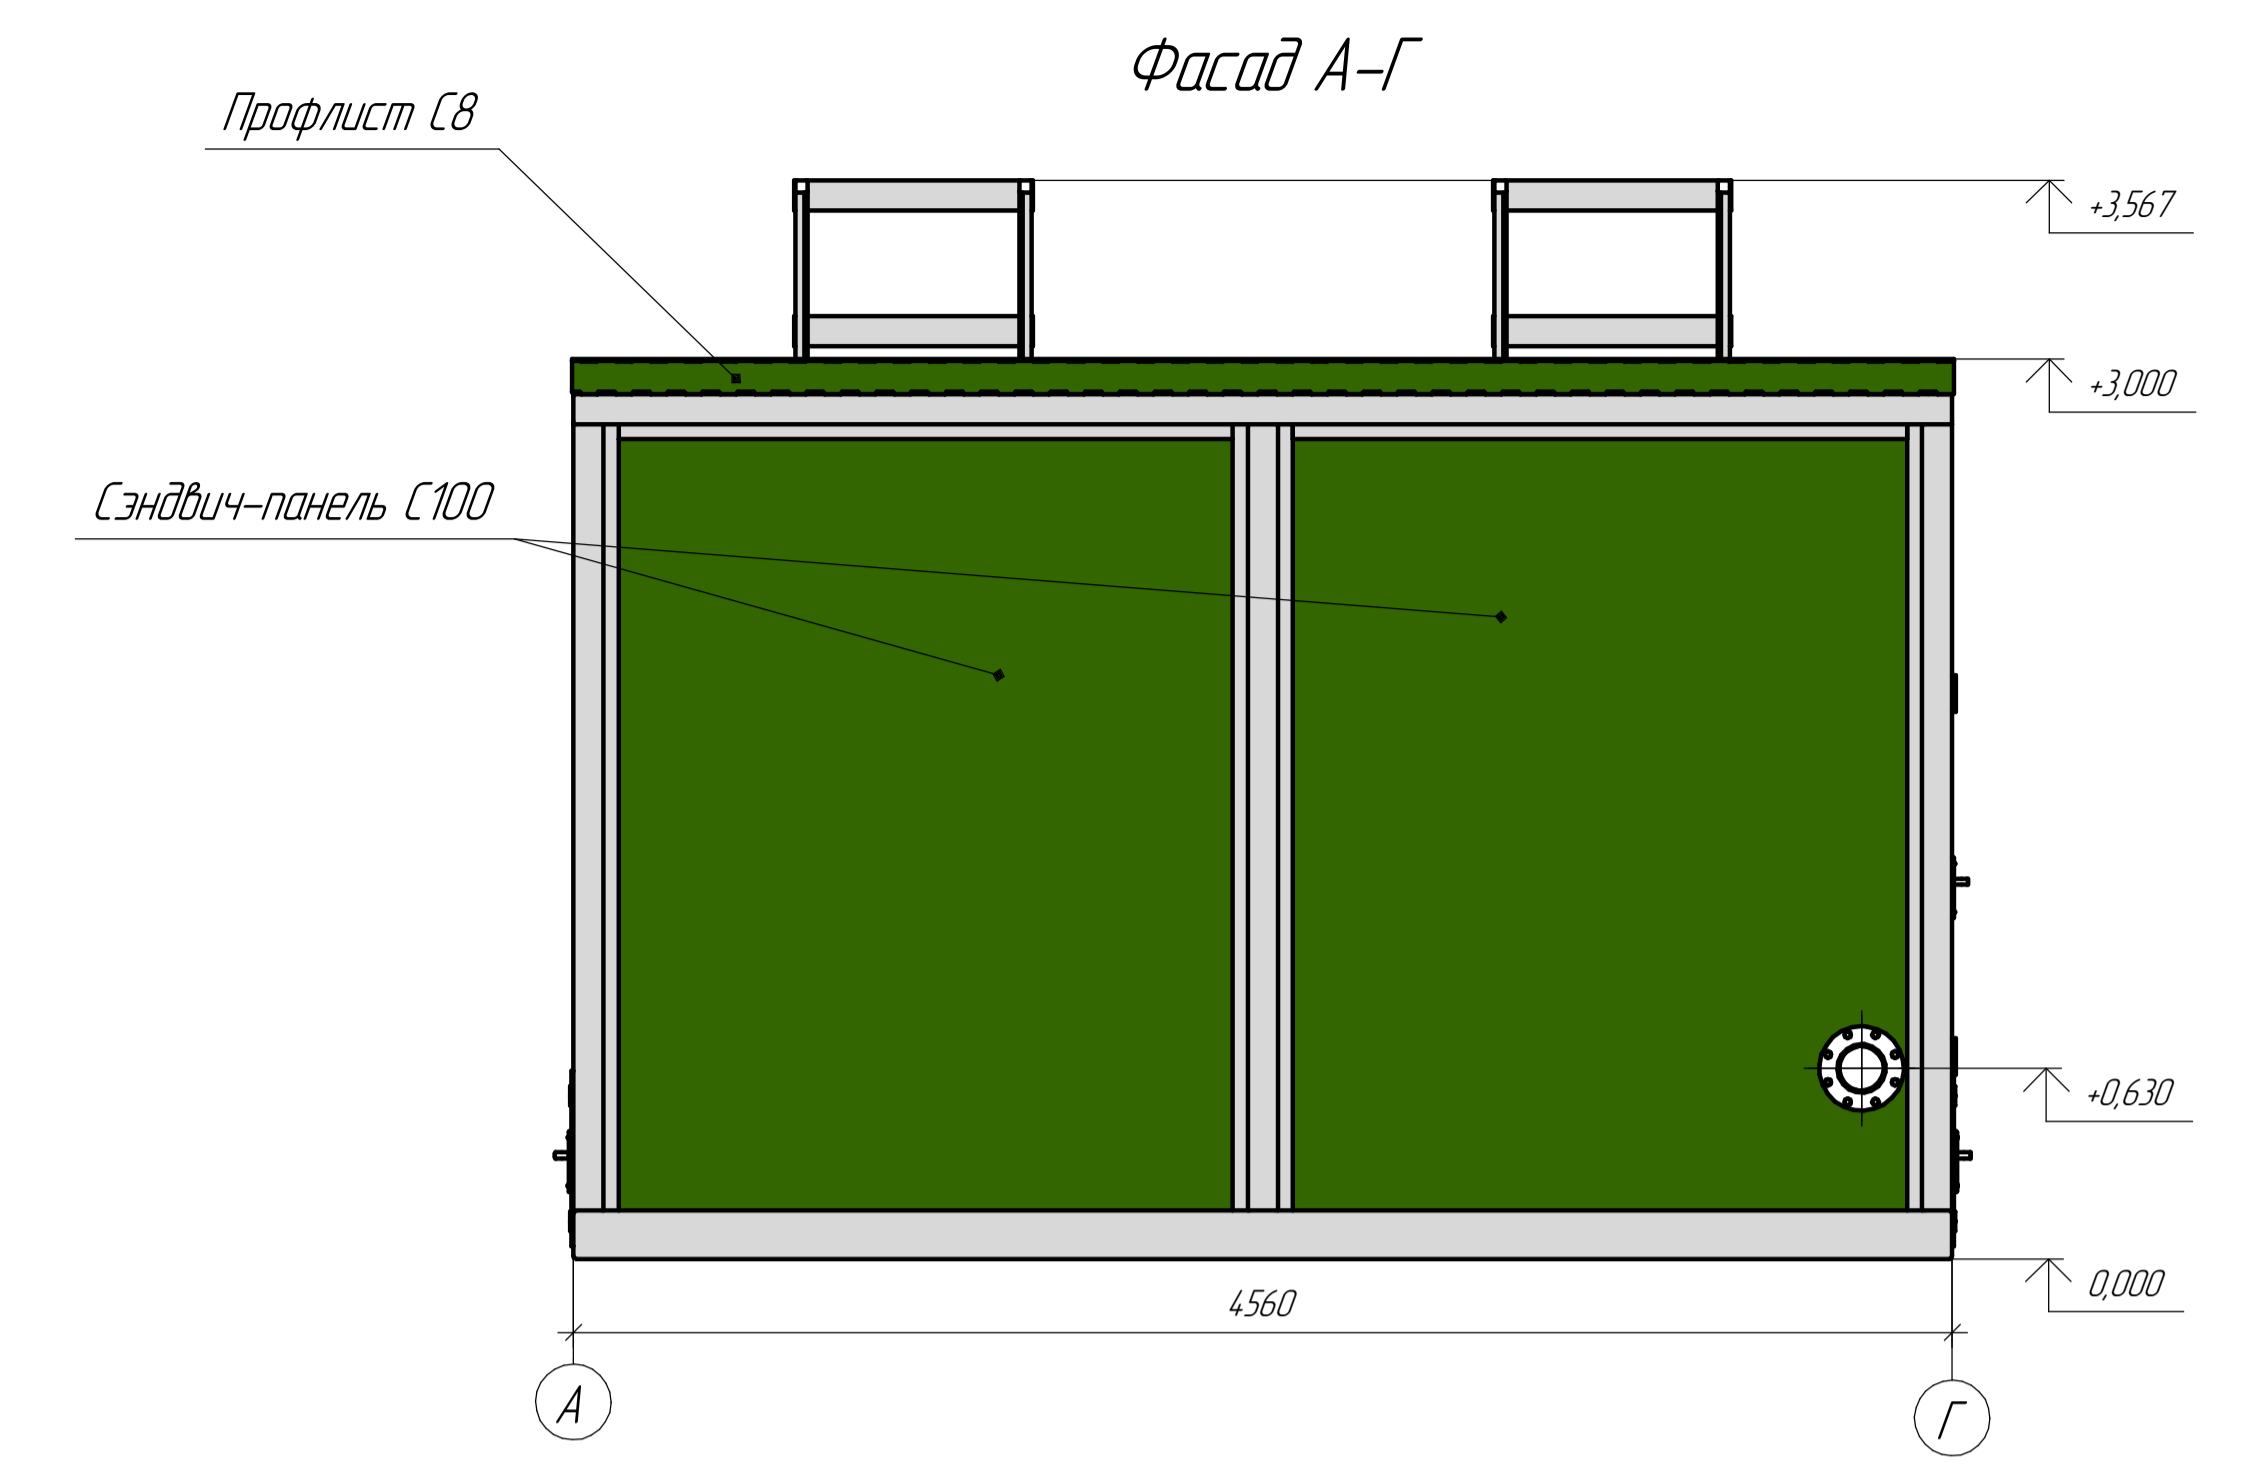 Фасад А-Г
Профлист С8
+3,567
+3,000
Сэндвич-панель С100
+0,630
0,000
4560
А
Г